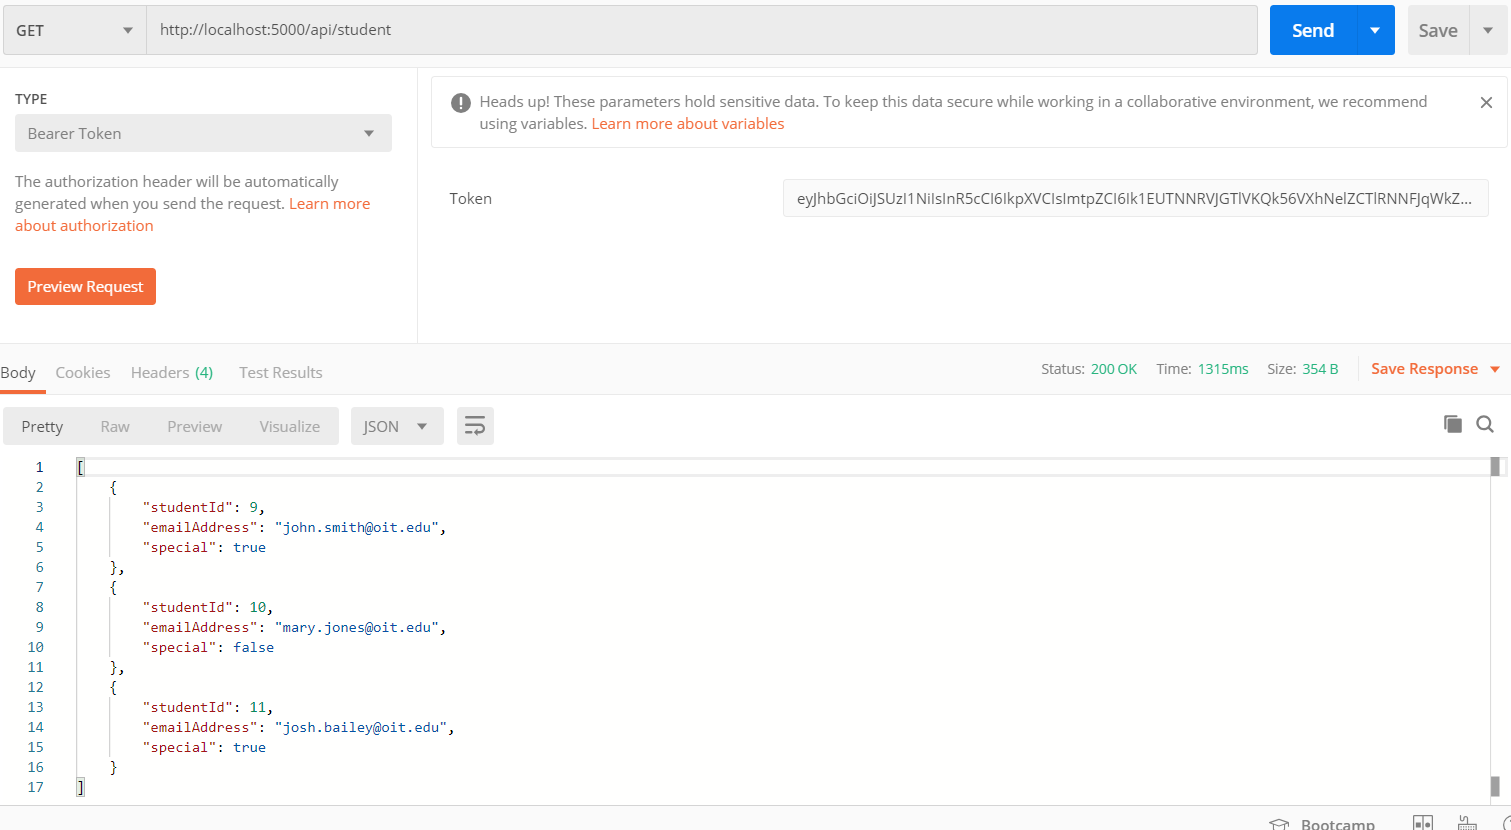 GET http://localhost:5000/api/student Send Save
TYPE
Bearer Token
The authorization header will be automatically
generated when you send the request. Learn more
about authorization
Preview Request
Heads up! These parameters hold sensitive data. To keep this data secure while working in a collaborative environment, we recommend
using variables. Learn more about variables
Token eyJhbGciOiJSUzI1NiIsInR5cCI6IkpXVCIsImtpZCI6Ik1EUTNNRVJGTlVKQk56VXhNelZCTlRNNFJqWkZ...
Body Cookies Headers (4) Test Results Status: 200 OK Time: 1315ms Size: 354 B Save Response
Pretty Raw Preview Visualize JSON
1 [
2 {
3 "studentId": 9,
4 "emailAddress": "john.smith@oit.edu",
5 "special": true
6 },
7 {
8 "studentId": 10,
9 "emailAddress": "mary.jones@oit.edu",
10 "special": false
11 },
12 {
13 "studentId": 11,
14 "emailAddress": "josh.bailey@oit.edu",
15 "special": true
16 }
17 ]
Bootcamp